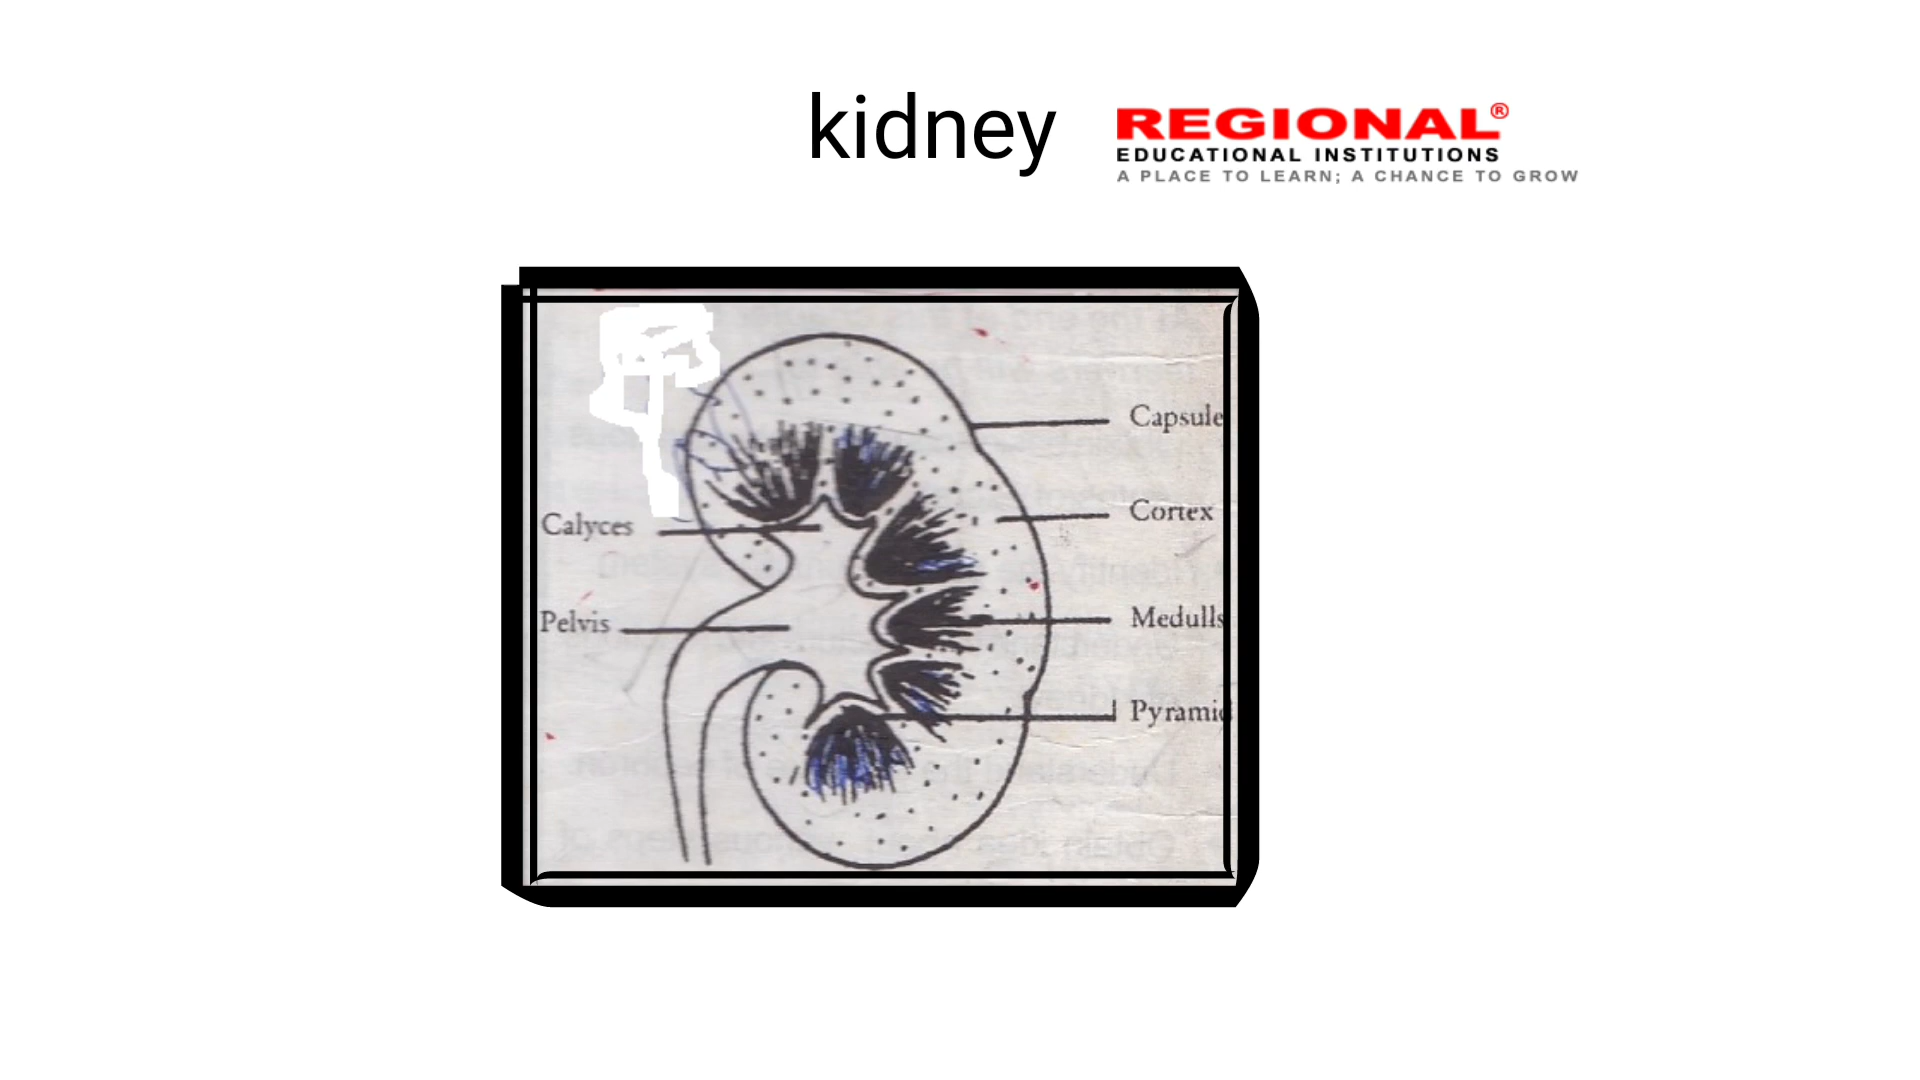 kidney
REGIONAL®
EDUCATIONAL INSTITUTIONS
A PLACE TO LEARN; A CHANCE TO GROW
Capsule
Cortex
Calyces
Medulls
Pelvis
Pyramid